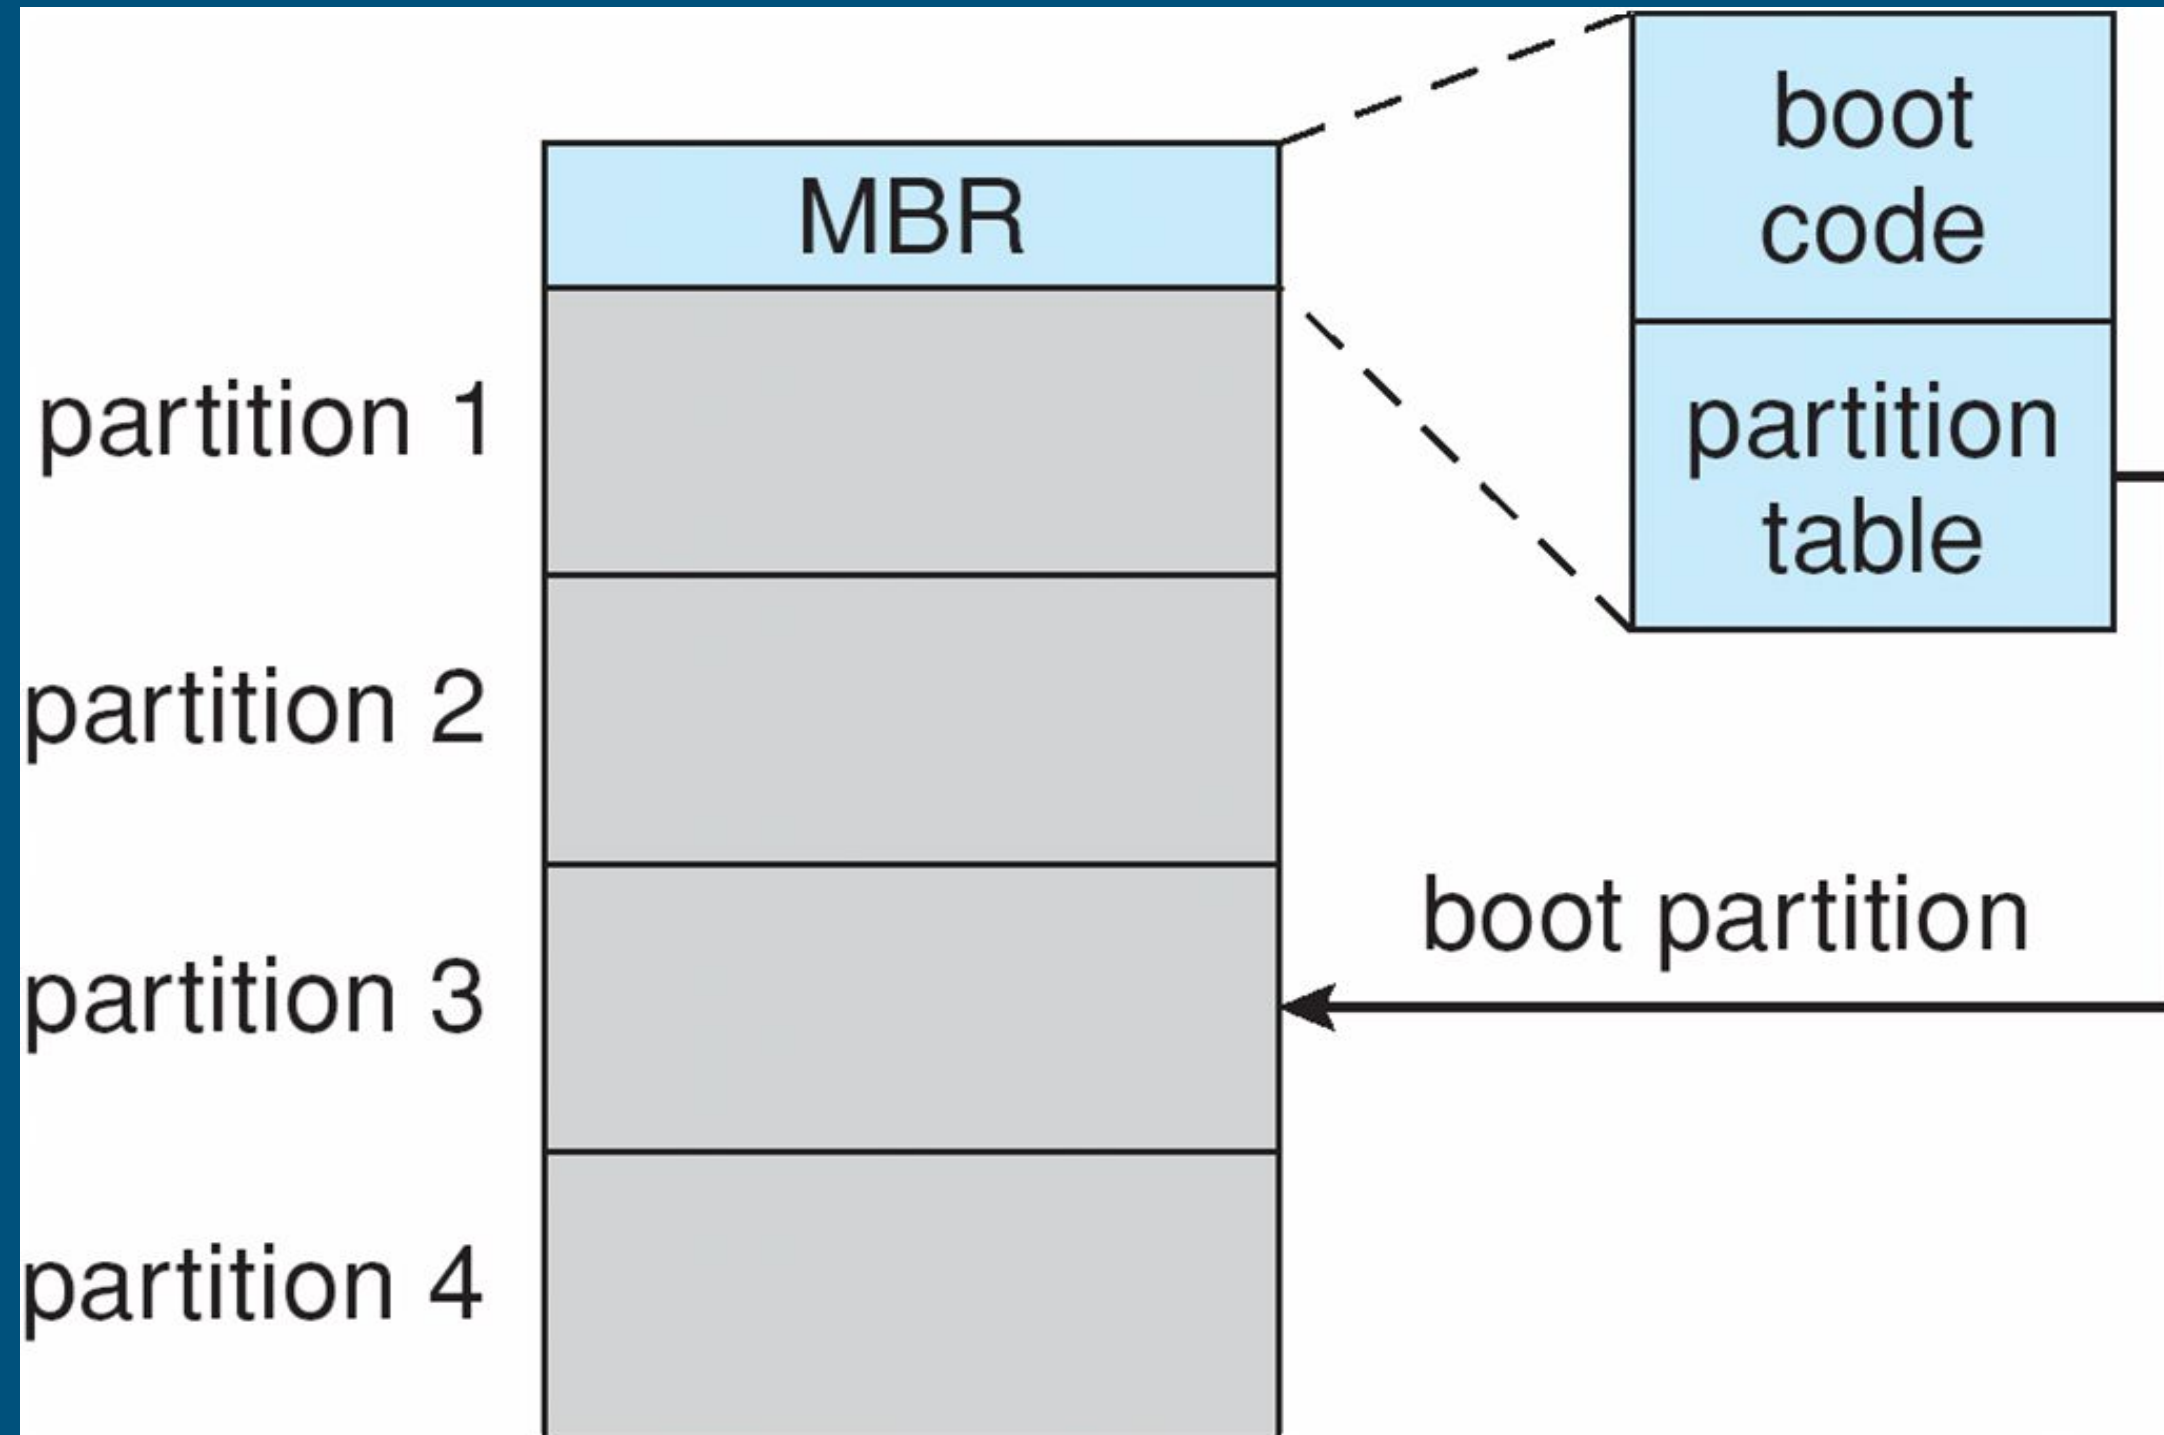 boot
code
MBR
partition 1
partition
table
partition 2
boot partition
partition 3
partition 4